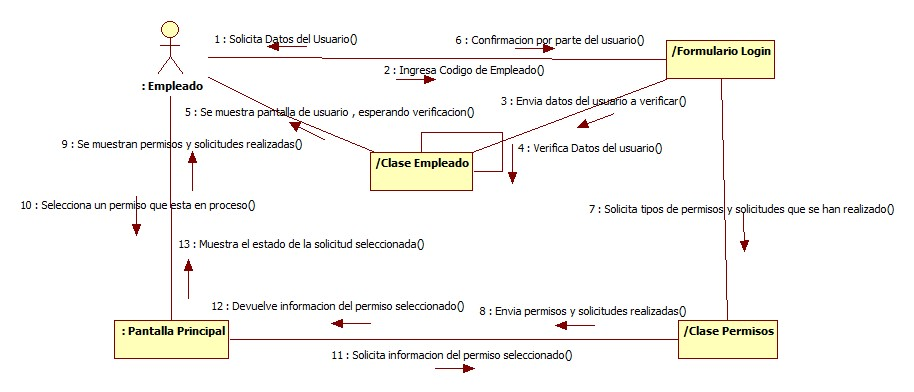 1 : Solicita Datos del Usuario()
6 : Confirmacion por parte del usuario()
/Formulario Login
2 : Ingresa Codigo de Empleado()
: Empleado
3 : Envia datos del usuario a verificar()
5 : Se muestra pantalla de usuario , esperando verificacion()
9 : Se muestran permisos y solicitudes realizadas()
4 : Verifica Datos del usuario()
/Clase Empleado
10 : Selecciona un permiso que esta en proceso()
7 : Solicita tipos de permisos y solicitudes que se han realizado()
13 : Muestra el estado de la solicitud seleccionada()
12 : Devuelve informacion del permiso seleccionado()
8 : Envia permisos y solicitudes realizadas()
: Pantalla Principal
/Clase Permisos
11 : Solicita informacion del permiso seleccionado()